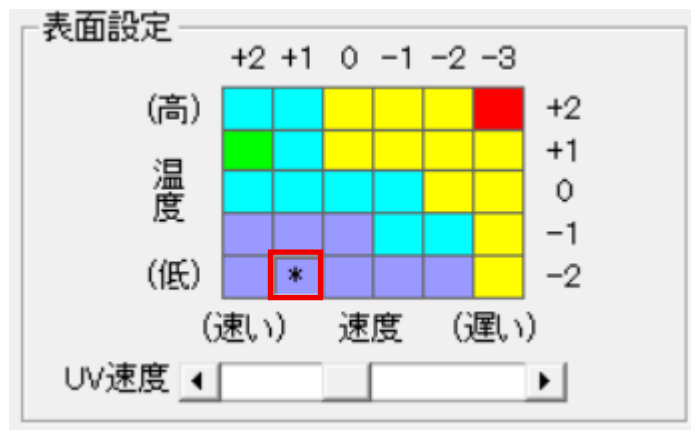 表面設定
+2 +1 0 -1 -2 -3
(高) +2
+1
温度 0
-1
(低) * -2
(速い) 速度 (遅い)
UV速度